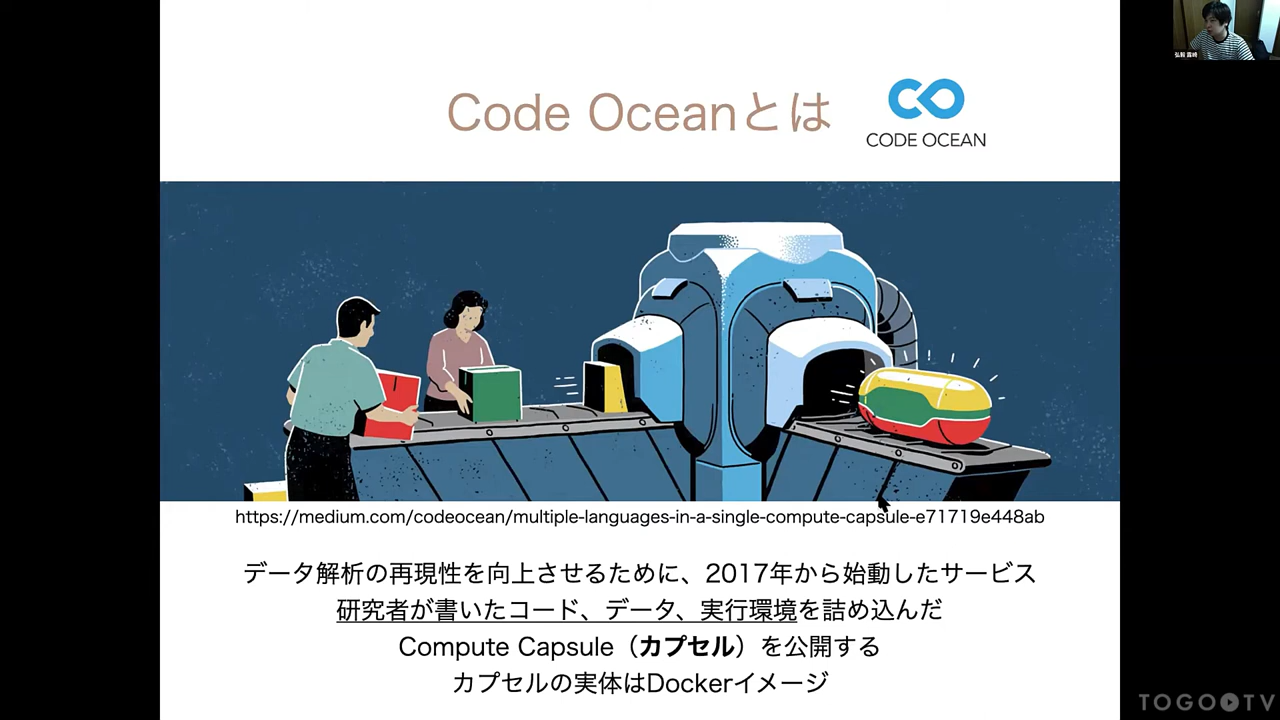 Code Oceanとは
CODE OCEAN
https://medium.com/codeocean/multiple-languages-in-a-single-compute-capsule-e71719e448ab
データ解析の再現性を向上させるために、2017年から始動したサービス
研究者が書いたコード、データ、実行環境を詰め込んだ
Compute Capsule（カプセル）を公開する
カプセルの実体はDockerイメージ
TOGO TV